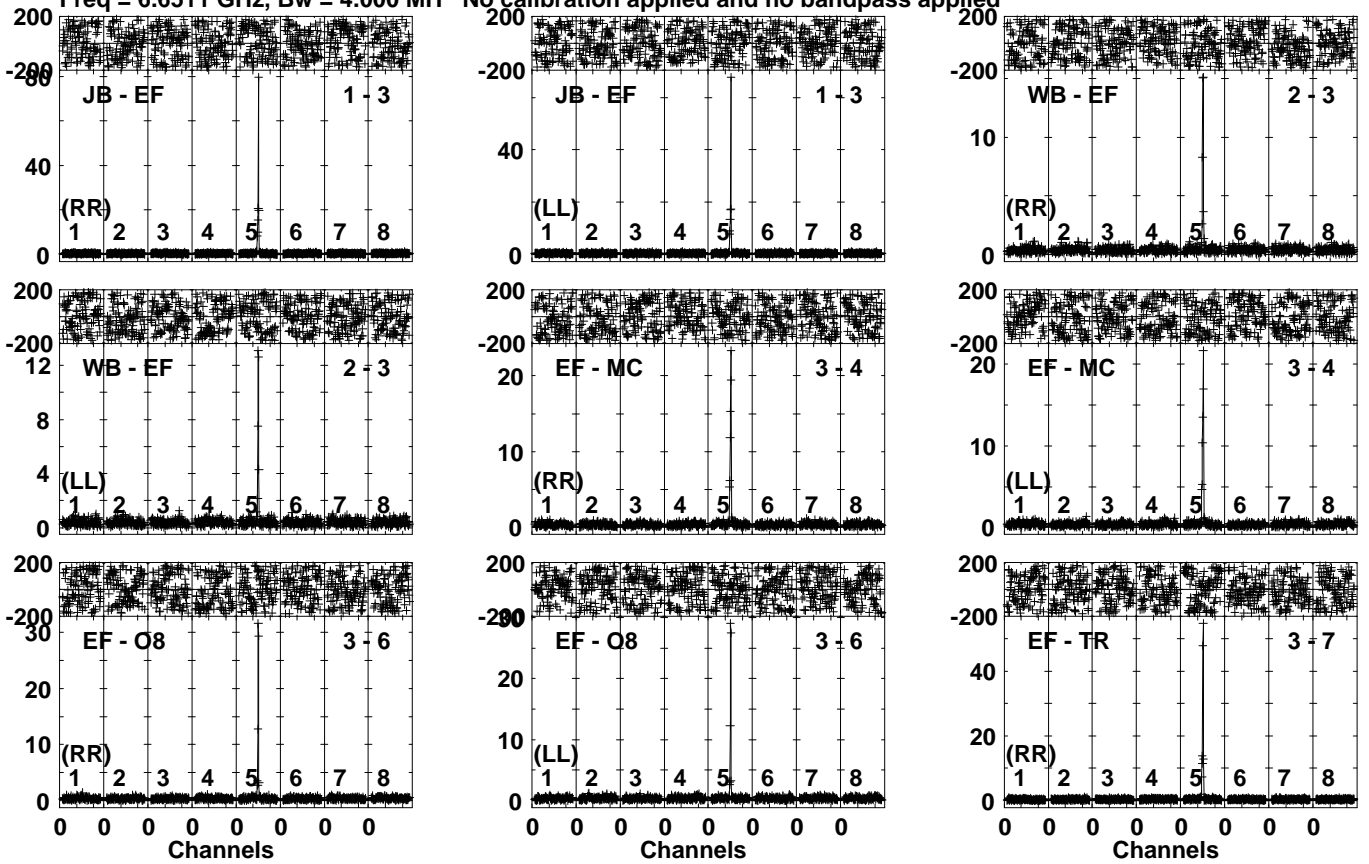 Freq = 6.6511 GHz, Bw = 4.000 MH No calibration applied and no bandpass applied
200 200 200
-200 -200 -200
80
JB - EF 1 - 3 JB - EF 1 - 3 WB - EF 2 - 3
40 40 10
(RR) (LL) (RR)
1 2 3 4 5 6 7 8 1 2 3 4 5 6 7 8 1 2 3 4 5 6 7 8
0 0 0
200 200 200
-200 -200 -200
12 WB - EF 2 - 3 20 EF - MC 3 - 4 20 EF - MC 3 - 4
8
4 10 10
(LL) (RR) (LL)
1 2 3 4 5 6 7 8 1 2 3 4 5 6 7 8 1 2 3 4 5 6 7 8
0 0 0
200 200 200
-200 -200 -200
30 30
EF - O8 3 - 6 EF - O8 3 - 6 EF - TR 3 - 7
20 20 40
10 10 20
(RR) (LL) (RR)
1 2 3 4 5 6 7 8 1 2 3 4 5 6 7 8 1 2 3 4 5 6 7 8
0 0 0
0 0 0 0 0 0 0 0 0 0 0 0 0 0 0 0 0 0 0 0 0 0 0 0
Channels Channels Channels